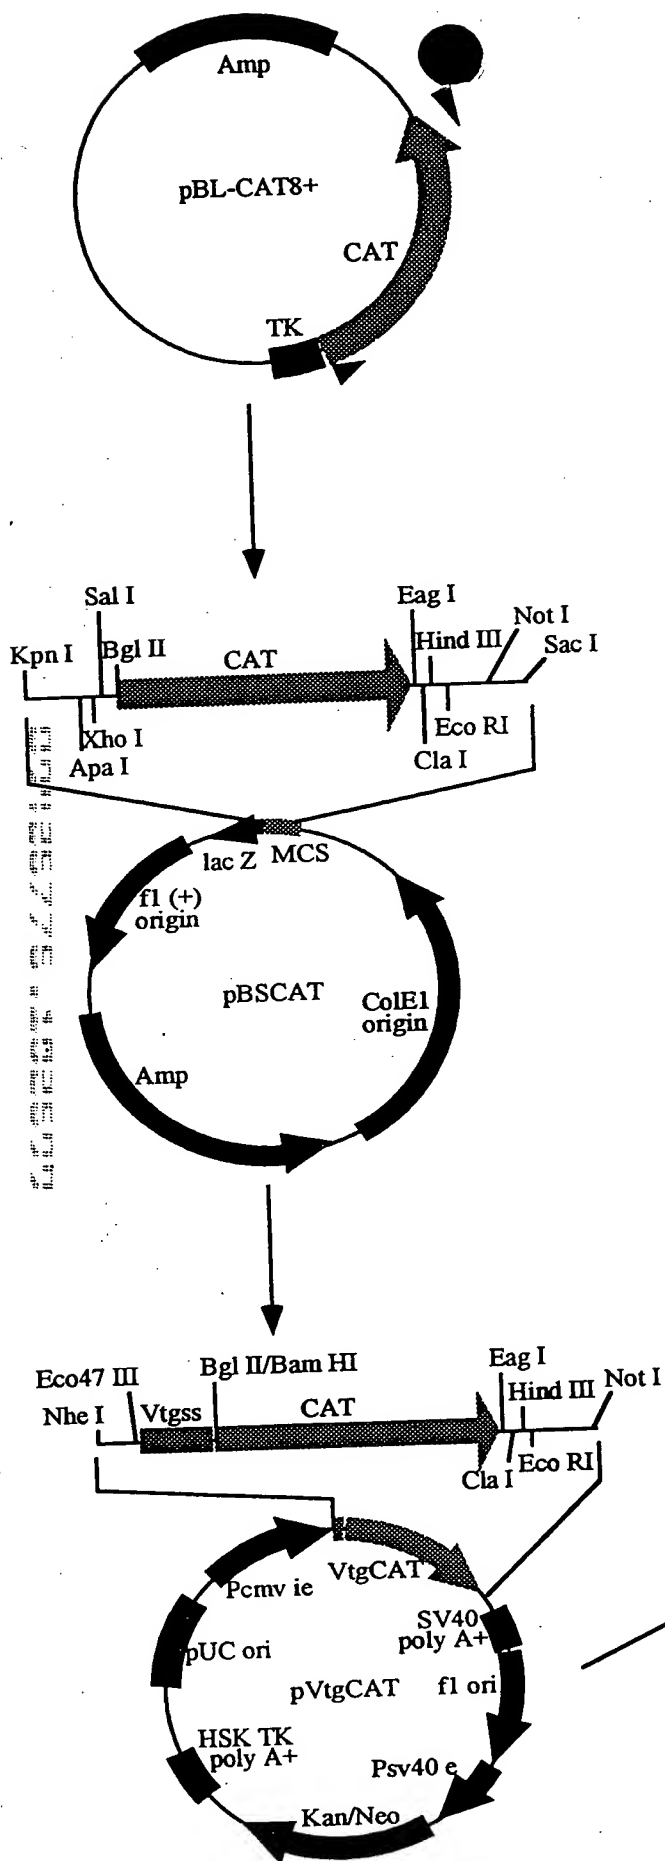 Amp
pBL-CAT8+
CAT
TK
Sal I
Eag I
Not I
Kpn I
Bgl II
CAT
Hind III
Sac I
Xho I
Eco RI
Apa I
Cla I
lac Z
MCS
f1 (+)
origin
pBSCAT
ColE1
origin
Amp
Bgl II/Bam HI
Eag I
Eco47 III
Hind III
Not I
Nhe I
Vtgss
CAT
Cla I
Eco RI
Pcmv ie
VtgCAT
SV40
poly A+
pUC ori
pVtgCAT
f1 ori
HSK TK
poly A+
Psv40 e
Kan/Neo